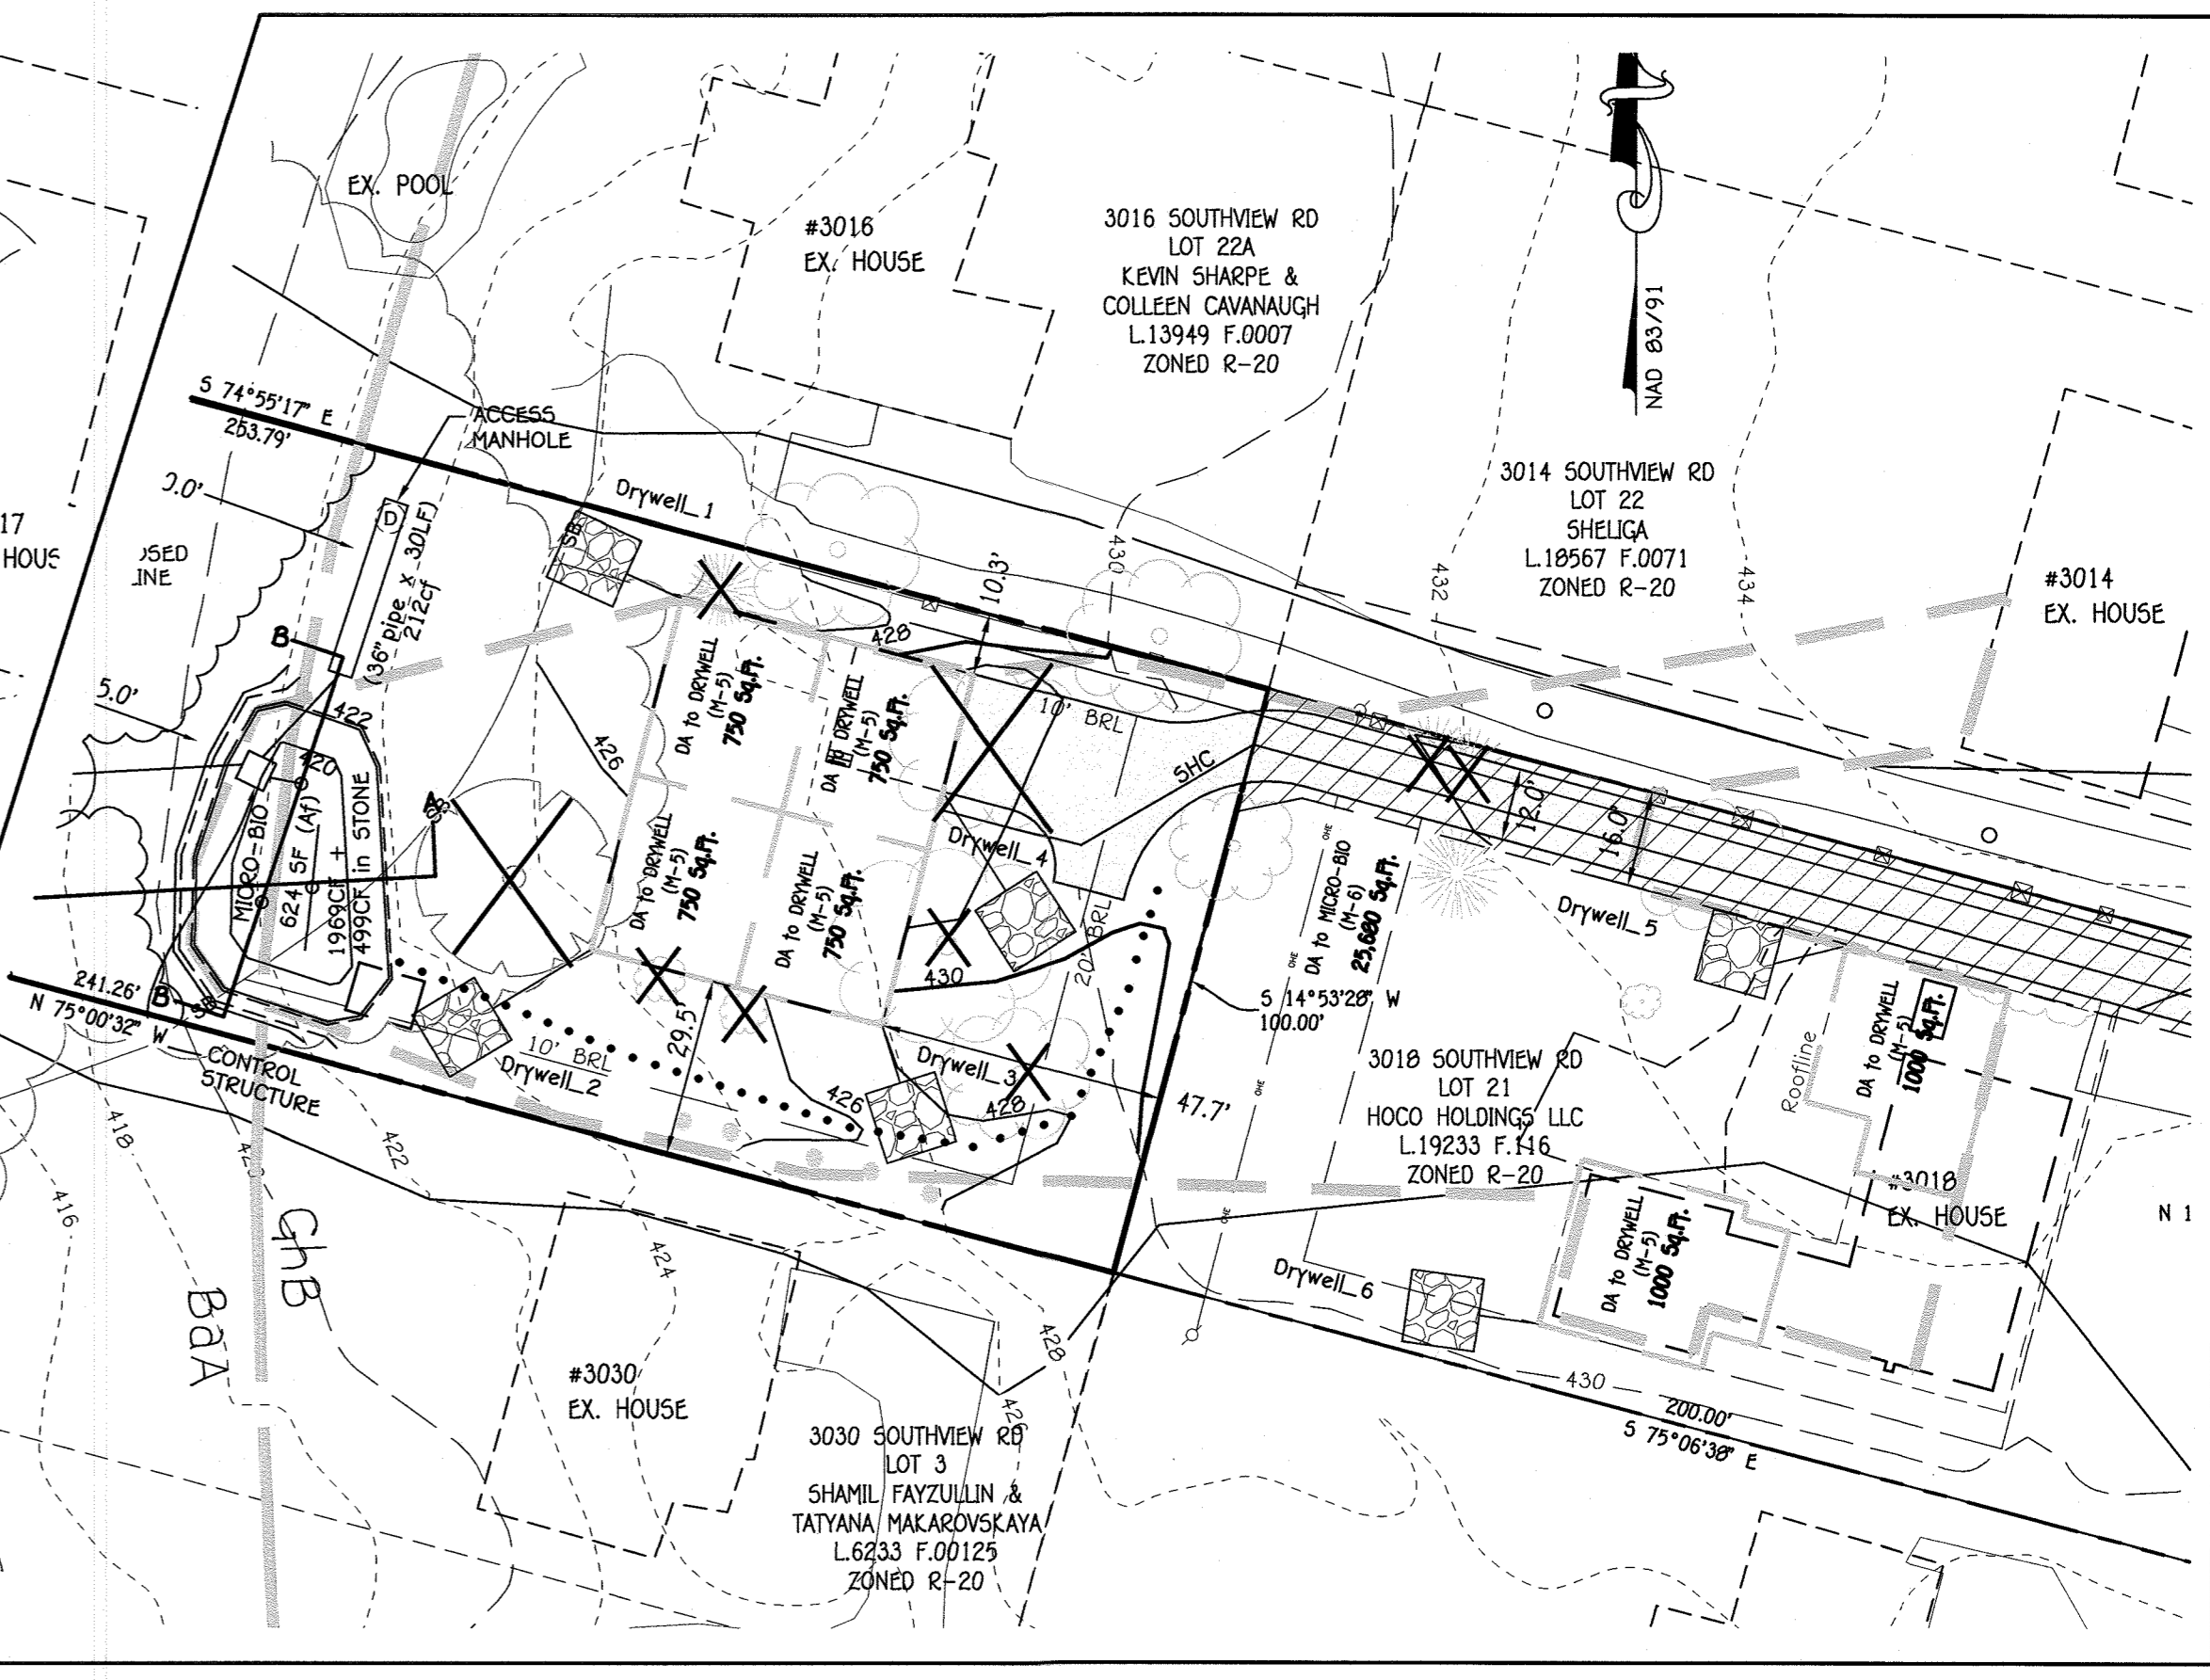 EX. POOL
#3016
EX. HOUSE
3016 SOUTHVIEW RD
LOT 22A
KEVIN SHARPE &
COLLEEN CAVANAUGH
L.13949 F.0007
ZONED R-20
NAD 83/91
S 74°55'17" E
253.79'
ACCESS
MANHOLE
3014 SOUTHVIEW RD
LOT 22
SHELIGA
L.18567 F.0071
ZONED R-20
#3014
EX. HOUSE
17
HOUS
D
(36"pipe x 30LF)
212cf
SB
Drywell_1
10.3'
430
432
434
B
5.0'
422
420
428
426
DA to DRYWELL
(M-5)
750 Sq.Ft.
DRYWELL
(M-5)
750 Sq.Ft.
10' BRL
SHC
12.0'
16.0'
MICRO-BIO
624 SF (Af)
1969CF +
499CF in STONE
DA to DRYWELL
(M-5)
750 Sq.Ft.
DA to DRYWELL
(M-5)
750 Sq.Ft.
Drywell_4
430
20' BRL
DA to MICRO-BIO
(M-6)
25,680 Sq.Ft.
OHE
OHE
OHE
OHE
Drywell_5
241.26'
N 75°00'32" W
B
CONTROL
STRUCTURE
10' BRL
Drywell_2
29.5'
426
Drywell_3
428
47.7'
S 14°53'28" W
100.00'
3018 SOUTHVIEW RD
LOT 21
HOCO HOLDINGS LLC
L.19233 F.116
ZONED R-20
Roofline
DA to DRYWELL
(M-5)
1000 Sq.Ft.
#3018
EX. HOUSE
N 1
DA to DRYWELL
(M-5)
1000 Sq.Ft.
Drywell_6
416
418
422
424
426
428
430
GhB
BaA
#3030
EX. HOUSE
3030 SOUTHVIEW RD
LOT 3
SHAMIL FAYZULLIN &
TATYANA MAKAROVSKAYA
L.6233 F.00125
ZONED R-20
200.00'
S 75°06'38" E